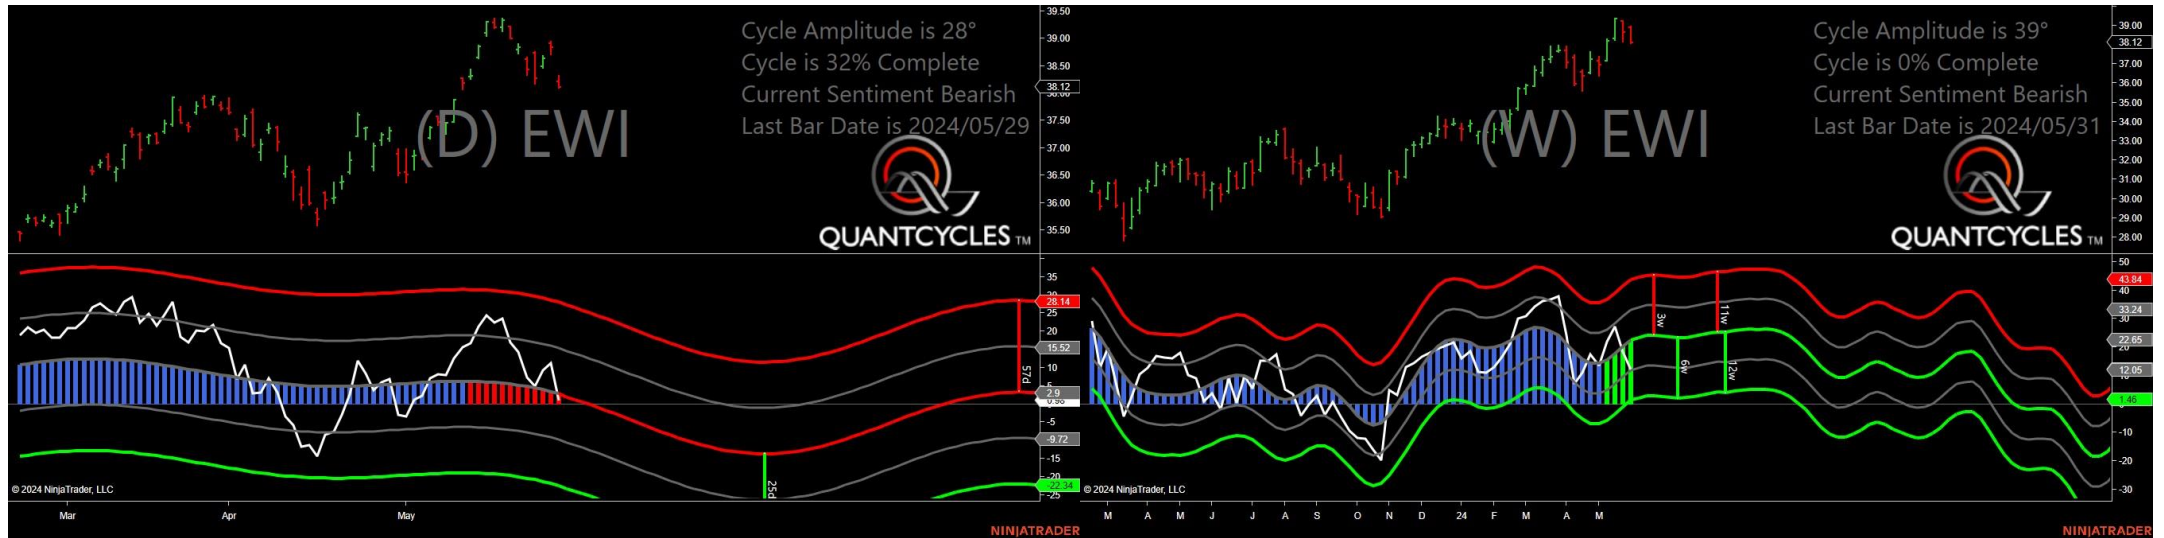 Cycle Amplitude is 28°
Cycle is 32% Complete
Current Sentiment Bearish
Last Bar Date is 2024/05/29
(D) EWI
QUANTCYCLES TM
39.50
39.00
38.50
38.12
38.00
37.50
37.00
36.50
36.00
35.50
35
28.14
25
20
15.52
10
5
2.9
0.98
-5
-9.72
-15
-20
-22.34
-25
57d
25d
© 2024 NinjaTrader, LLC
Mar Apr May
NINJATRADER
Cycle Amplitude is 39°
Cycle is 0% Complete
Current Sentiment Bearish
Last Bar Date is 2024/05/31
(W) EWI
QUANTCYCLES TM
39.00
38.12
37.00
36.00
35.00
34.00
33.00
32.00
31.00
30.00
29.00
28.00
50
43.84
40
33.24
30
22.65
20
12.05
1.46
-10
-20
-30
3w
11w
6w
12w
© 2024 NinjaTrader, LLC
M A M J J A S O N D 24 F M A M
NINJATRADER